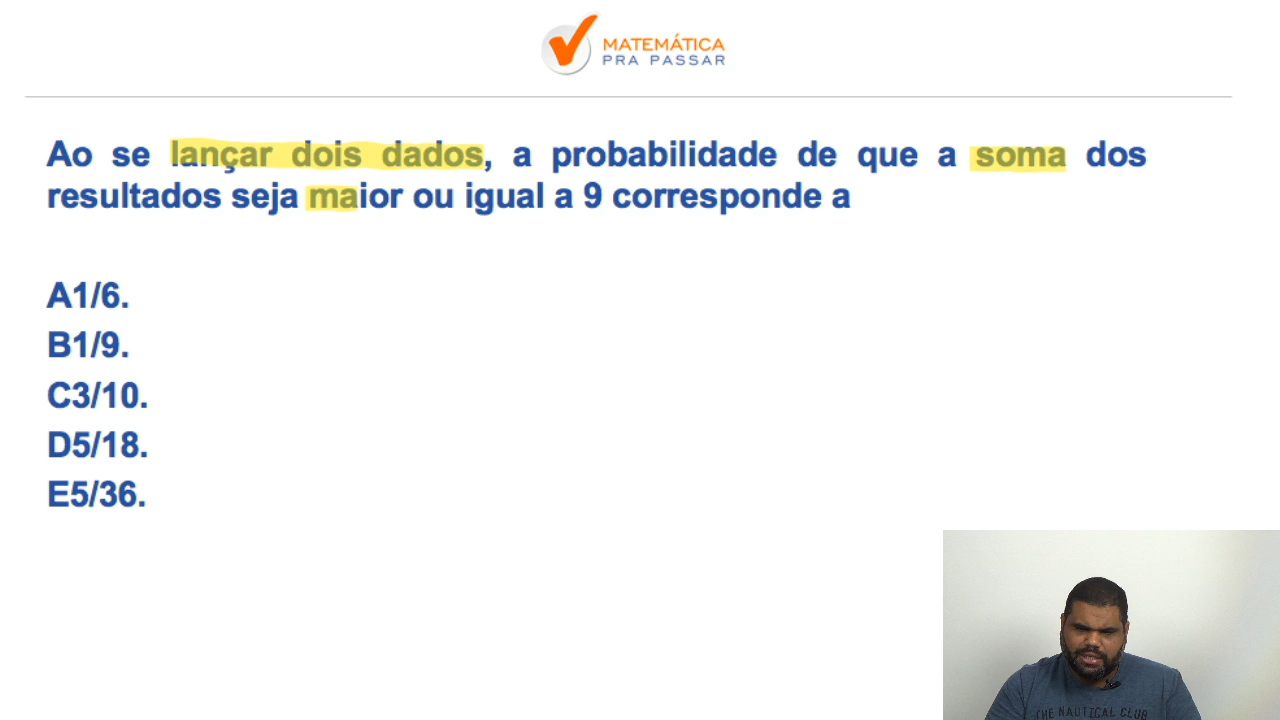 MATEMÁTICA
PRA PASSAR
Ao se lançar dois dados, a probabilidade de que a soma dos
resultados seja maior ou igual a 9 corresponde a
A1/6.
B1/9.
C3/10.
D5/18.
E5/36.
THE NAUTICAL CLUB